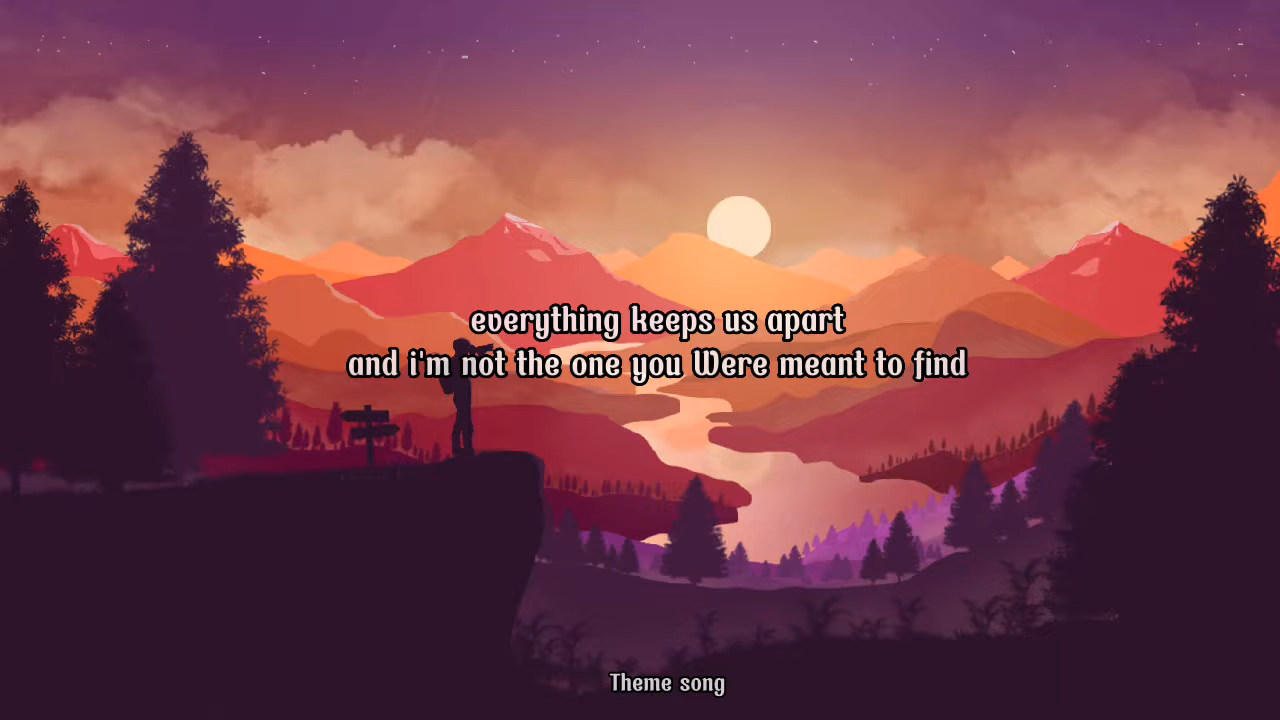 everything keeps us apart
and i'm not the one you Were meant to find
Theme song